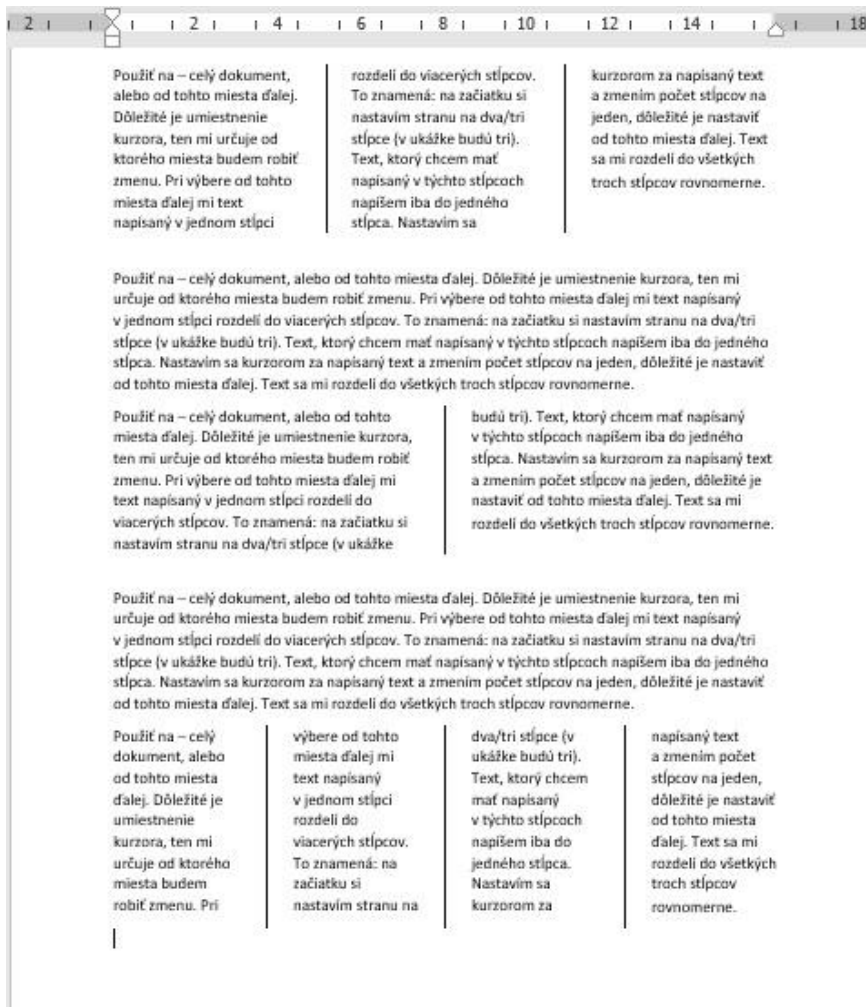 2 2 4 6 8 10 12 14 18
Použiť na – celý dokument,
alebo od tohto miesta ďalej.
Dôležité je umiestnenie
kurzora, ten mi určuje od
ktorého miesta budem robiť
zmenu. Pri výbere od tohto
miesta ďalej mi text
napísaný v jednom stĺpci
rozdelí do viacerých stĺpcov.
To znamená: na začiatku si
nastavím stranu na dva/tri
stĺpce (v ukážke budú tri).
Text, ktorý chcem mať
napísaný v týchto stĺpcoch
napíšem iba do jedného
stĺpca. Nastavím sa
kurzorom za napísaný text
a zmením počet stĺpcov na
jeden, dôležité je nastaviť
od tohto miesta ďalej. Text
sa mi rozdelí do všetkých
troch stĺpcov rovnomerne.
Použiť na – celý dokument, alebo od tohto miesta ďalej. Dôležité je umiestnenie kurzora, ten mi
určuje od ktorého miesta budem robiť zmenu. Pri výbere od tohto miesta ďalej mi text napísaný
v jednom stĺpci rozdelí do viacerých stĺpcov. To znamená: na začiatku si nastavím stranu na dva/tri
stĺpce (v ukážke budú tri). Text, ktorý chcem mať napísaný v týchto stĺpcoch napíšem iba do jedného
stĺpca. Nastavím sa kurzorom za napísaný text a zmením počet stĺpcov na jeden, dôležité je nastaviť
od tohto miesta ďalej. Text sa mi rozdelí do všetkých troch stĺpcov rovnomerne.
Použiť na – celý dokument, alebo od tohto
miesta ďalej. Dôležité je umiestnenie kurzora,
ten mi určuje od ktorého miesta budem robiť
zmenu. Pri výbere od tohto miesta ďalej mi
text napísaný v jednom stĺpci rozdelí do
viacerých stĺpcov. To znamená: na začiatku si
nastavím stranu na dva/tri stĺpce (v ukážke
budú tri). Text, ktorý chcem mať napísaný
v týchto stĺpcoch napíšem iba do jedného
stĺpca. Nastavím sa kurzorom za napísaný text
a zmením počet stĺpcov na jeden, dôležité je
nastaviť od tohto miesta ďalej. Text sa mi
rozdelí do všetkých troch stĺpcov rovnomerne.
Použiť na – celý dokument, alebo od tohto miesta ďalej. Dôležité je umiestnenie kurzora, ten mi
určuje od ktorého miesta budem robiť zmenu. Pri výbere od tohto miesta ďalej mi text napísaný
v jednom stĺpci rozdelí do viacerých stĺpcov. To znamená: na začiatku si nastavím stranu na dva/tri
stĺpce (v ukážke budú tri). Text, ktorý chcem mať napísaný v týchto stĺpcoch napíšem iba do jedného
stĺpca. Nastavím sa kurzorom za napísaný text a zmením počet stĺpcov na jeden, dôležité je nastaviť
od tohto miesta ďalej. Text sa mi rozdelí do všetkých troch stĺpcov rovnomerne.
Použiť na – celý
dokument, alebo
od tohto miesta
ďalej. Dôležité je
umiestnenie
kurzora, ten mi
určuje od ktorého
miesta budem
robiť zmenu. Pri
výbere od tohto
miesta ďalej mi
text napísaný
v jednom stĺpci
rozdelí do
viacerých stĺpcov.
To znamená: na
začiatku si
nastavím stranu na
dva/tri stĺpce (v
ukážke budú tri).
Text, ktorý chcem
mať napísaný
v týchto stĺpcoch
napíšem iba do
jedného stĺpca.
Nastavím sa
kurzorom za
napísaný text
a zmením počet
stĺpcov na jeden,
dôležité je nastaviť
od tohto miesta
ďalej. Text sa mi
rozdelí do všetkých
troch stĺpcov
rovnomerne.